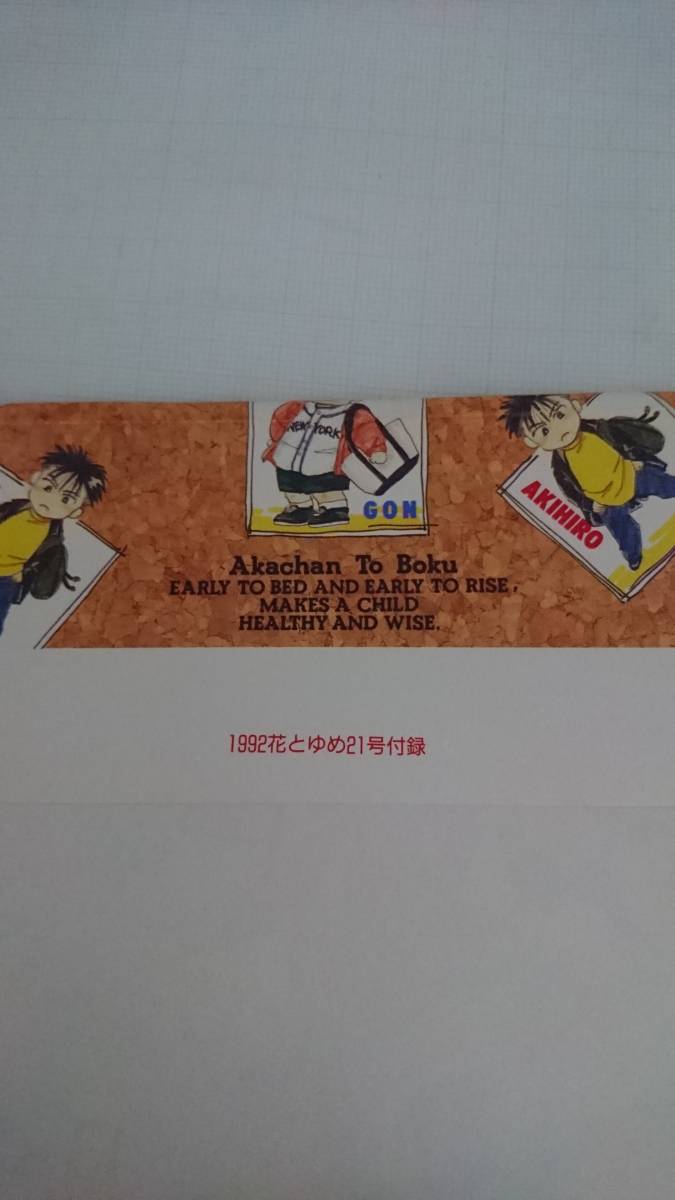 NEW YORK
GON
AKIHIRO
Akachan To Boku
EARLY TO BED AND EARLY TO RISE,
MAKES A CHILD
HEALTHY AND WISE.
1992花とゆめ21号付録